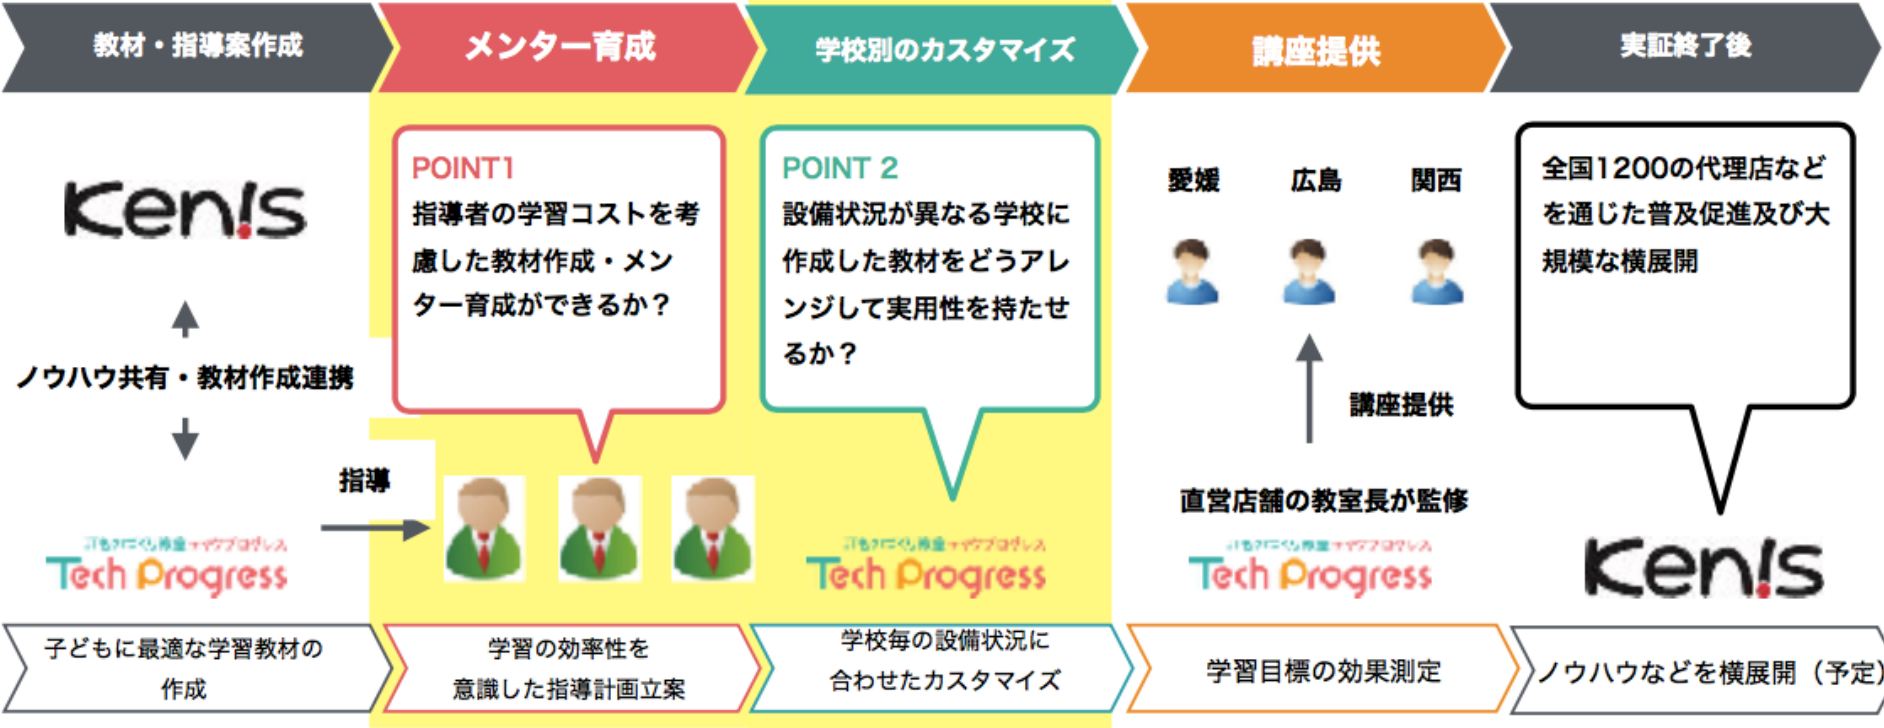 教材・指導案作成
メンター育成
学校別のカスタマイズ
講座提供
実証終了後
Ken!s
ノウハウ共有・教材作成連携
Tech Progress
子どもに最適な学習教材の
作成
指導
POINT1
指導者の学習コストを考
慮した教材作成・メン
ター育成ができるか？
学習の効率性を
意識した指導計画立案
POINT 2
設備状況が異なる学校に
作成した教材をどうアレ
ンジして実用性を持たせ
るか？
Tech Progress
学校毎の設備状況に
合わせたカスタマイズ
愛媛
広島
関西
講座提供
直営店舗の教室長が監修
Tech Progress
学習目標の効果測定
全国1200の代理店など
を通じた普及促進及び大
規模な横展開
Ken!s
ノウハウなどを横展開（予定）